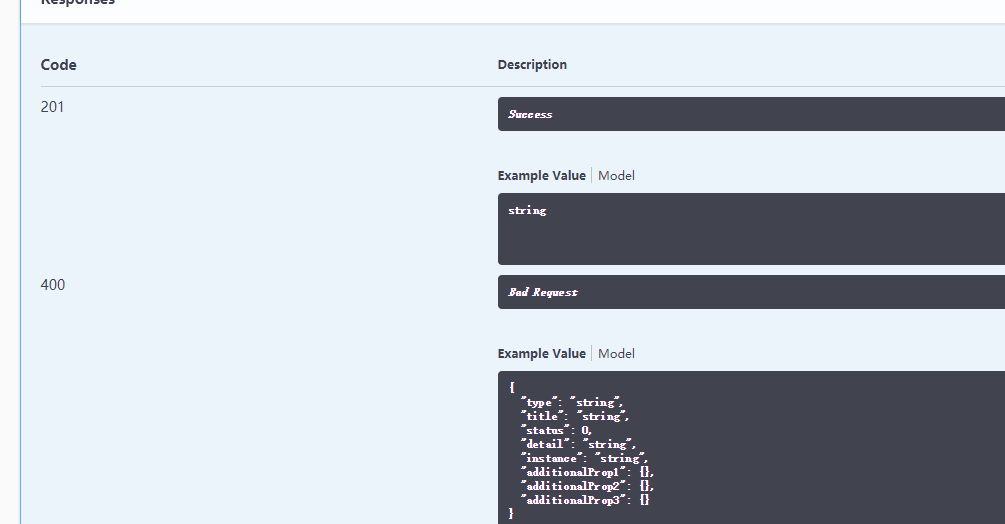 Responses
Code Description
201 Success
Example Value Model
string
400 Bad Request
Example Value Model
{
"type": "string",
"title": "string",
"status": 0,
"detail": "string",
"instance": "string",
"additionalProp1": {},
"additionalProp2": {},
"additionalProp3": {}
}